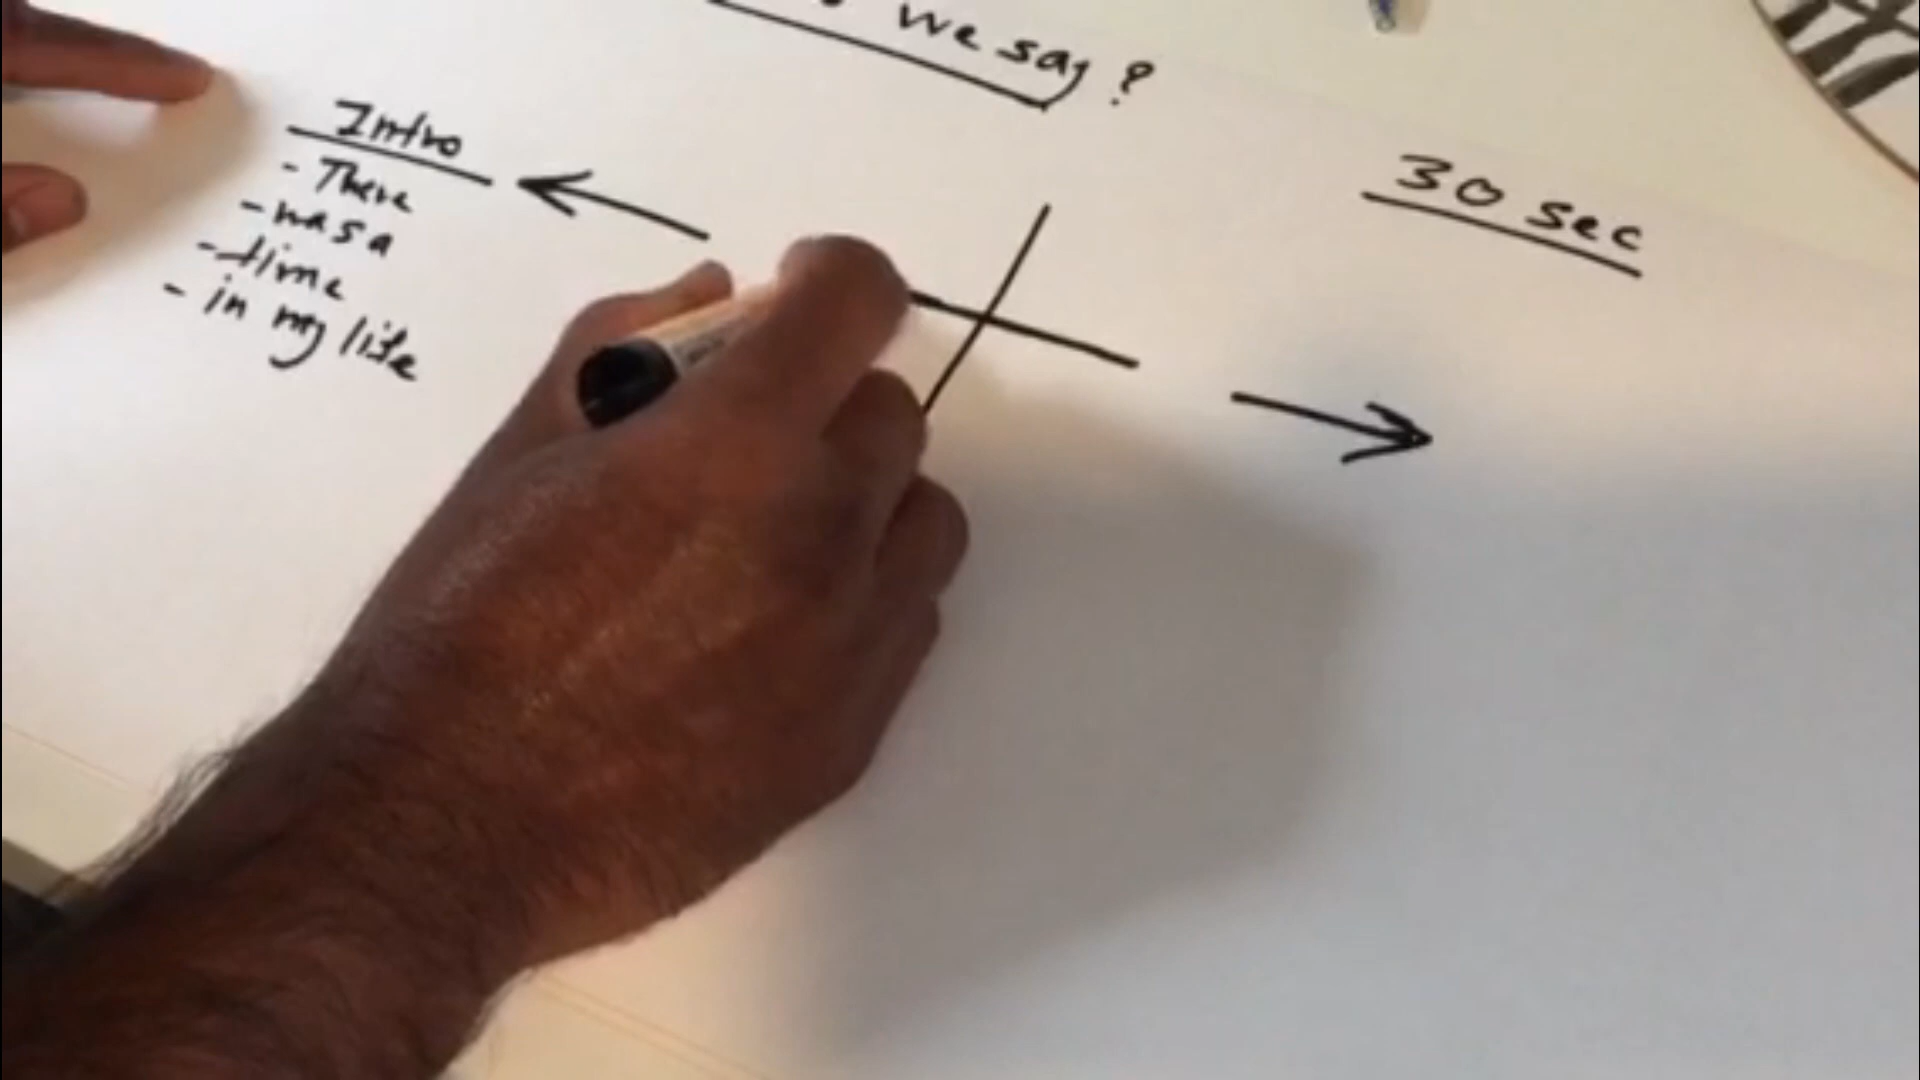 we say?
Intro
- There
- was a
- time
- in my life
30 sec